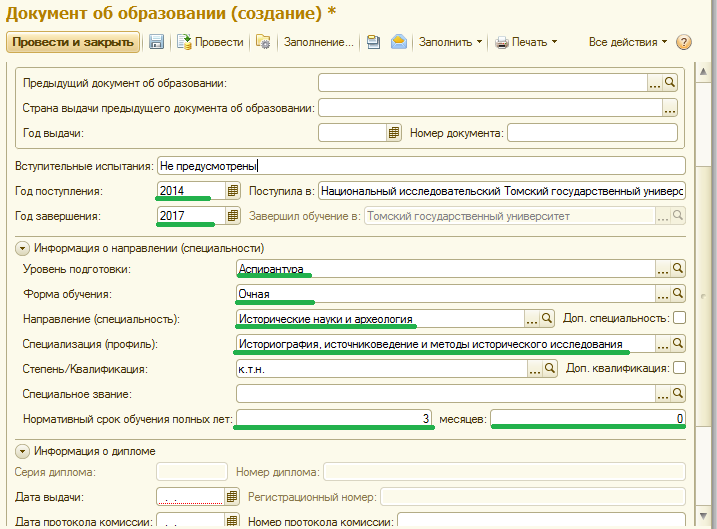 Документ об образовании (создание) *
Провести и закрыть Провести Заполнение... Заполнить Печать Все действия ?
Предыдущий документ об образовании: ...
Страна выдачи предыдущего документа об образовании: ...
Год выдачи: Номер документа:
Вступительные испытания: Не предусмотрены
Год поступления: 2014 Поступила в: Национальный исследовательский Томский государственный универс
Год завершения: 2017 Завершил обучение в: Томский государственный университет ...
Информация о направлении (специальности)
Уровень подготовки: Аспирантура ...
Форма обучения: Очная ...
Направление (специальность): Исторические науки и археология ... Доп. специальность:
Специализация (профиль): Историография, источниковедение и методы исторического исследования ...
Степень/Квалификация: к.т.н. ... Доп. квалификация:
Специальное звание: ...
Нормативный срок обучения полных лет: 3 месяцев: 0
Информация о дипломе
Серия диплома: Номер диплома:
Дата выдачи: . . Регистрационный номер:
Дата протокола комиссии: . . Номер протокола комиссии: